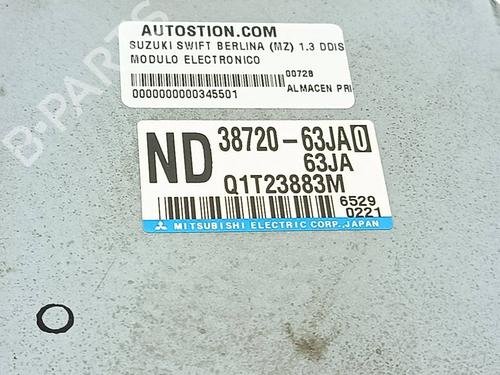 AUTOSTION.COM
SUZUKI SWIFT BERLINA (MZ) 1.3 DDIS
MODULO ELECTRONICO
00728
0000000000345501
ALMACEN PRI
ND
38720-63JA0
63JA
Q1T23883M
6529
0221
MITSUBISHI ELECTRIC CORP., JAPAN
B-PARTS